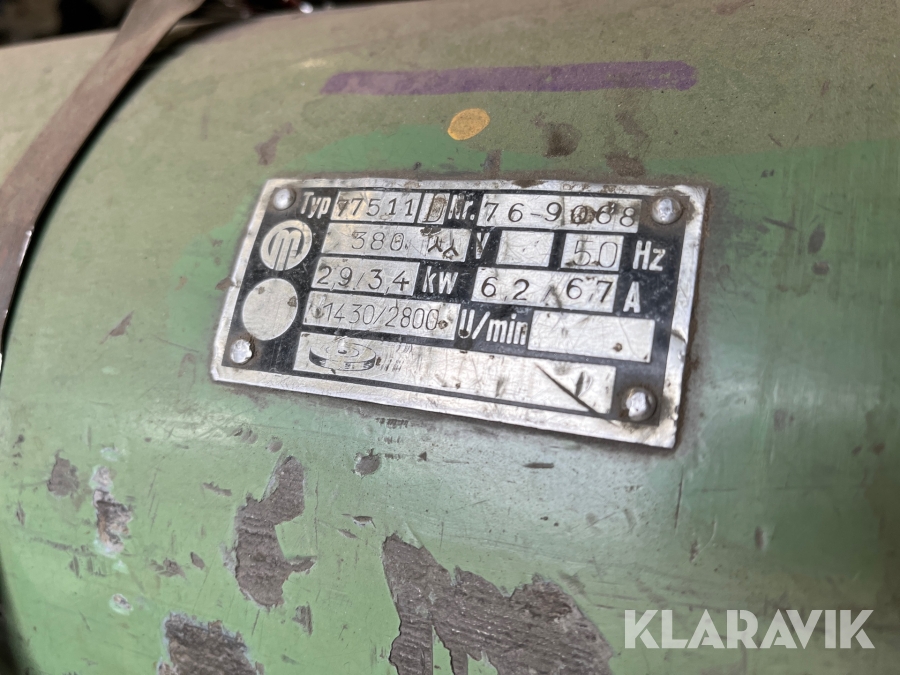 Typ 77511 Nr. 76-9088
380 V 50 Hz
2,9/3,4 kw 6,2/6,7 A
1430/2800 U/min
KLARAVIK